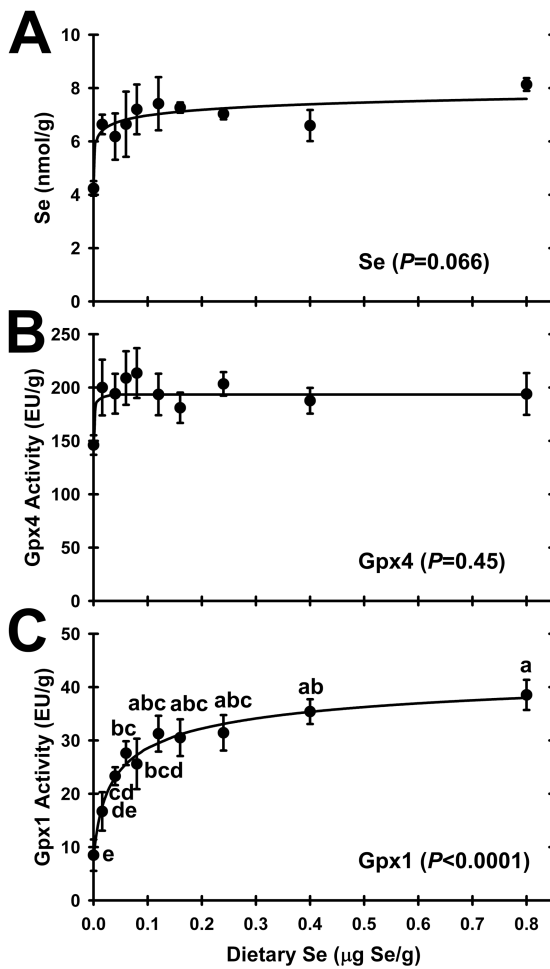 A
10
8
6
4
2
0
Se (nmol/g)
Se (P=0.066)
B
250
200
150
100
50
0
Gpx4 Activity (EU/g)
Gpx4 (P=0.45)
C
50
40
30
20
10
0
Gpx1 Activity (EU/g)
a
ab
abc
abc
abc
bc
bcd
cd
de
e
Gpx1 (P<0.0001)
0.0 0.1 0.2 0.3 0.4 0.5 0.6 0.7 0.8
Dietary Se (μg Se/g)